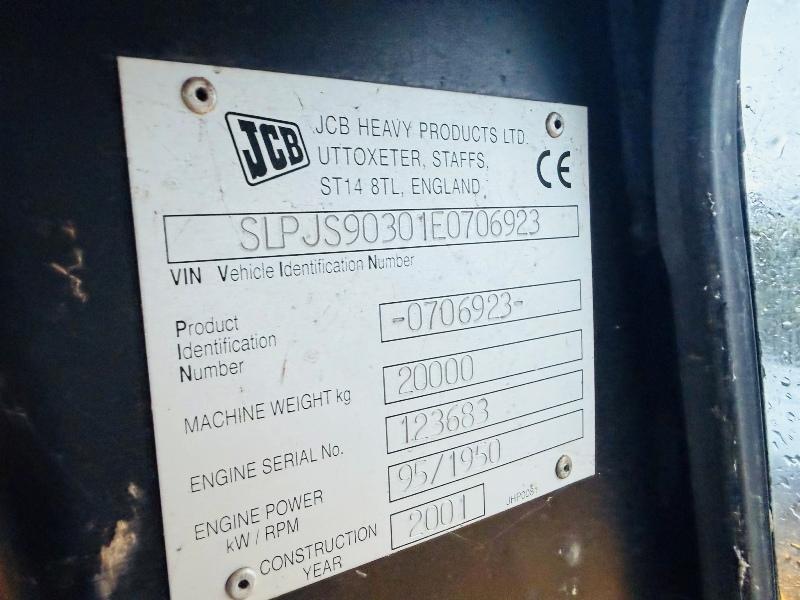 JCB
JCB HEAVY PRODUCTS LTD.
UTTOXETER, STAFFS,
ST14 8TL, ENGLAND
CE
SLPJS90301E0706923
VIN Vehicle Identification Number
Product
Identification
Number
-0706923-
MACHINE WEIGHT kg
20000
ENGINE SERIAL No.
123683
ENGINE POWER
kW / RPM
95/1950
CONSTRUCTION
YEAR
2001